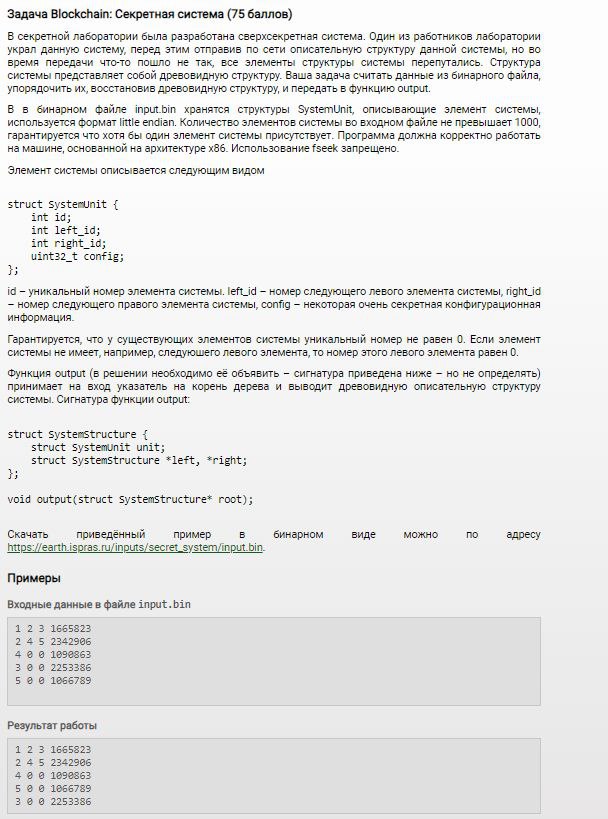 Задача Blockchain: Секретная система (75 баллов)
В секретной лаборатории была разработана сверхсекретная система. Один из работников лаборатории
украл данную систему, перед этим отправив по сети описательную структуру данной системы, но во
время передачи что-то пошло не так, все элементы структуры системы перепутались. Структура
системы представляет собой древовидную структуру. Ваша задача считать данные из бинарного файла,
упорядочить их, восстановив древовидную структуру, и передать в функцию output.
В в бинарном файле input.bin хранятся структуры SystemUnit, описывающие элемент системы,
используется формат little endian. Количество элементов системы во входном файле не превышает 1000,
гарантируется что хотя бы один элемент системы присутствует. Программа должна корректно работать
на машине, основанной на архитектуре x86. Использование fseek запрещено.
Элемент системы описывается следующим видом
struct SystemUnit {
int id;
int left_id;
int right_id;
uint32_t config;
};
id – уникальный номер элемента системы. left_id – номер следующего левого элемента системы, right_id
– номер следующего правого элемента системы, config – некоторая очень секретная конфигурационная
информация.
Гарантируется, что у существующих элементов системы уникальный номер не равен 0. Если элемент
системы не имеет, например, следуюшего левого элемента, то номер этого левого элемента равен 0.
Функция output (в решении необходимо её объявить – сигнатура приведена ниже – но не определять)
принимает на вход указатель на корень дерева и выводит древовидную описательную структуру
системы. Сигнатура функции output:
struct SystemStructure {
struct SystemUnit unit;
struct SystemStructure *left, *right;
};
void output(struct SystemStructure* root);
Скачать приведённый пример в бинарном виде можно по адресу
https://earth.ispras.ru/inputs/secret_system/input.bin.
Примеры
Входные данные в файле input.bin
1 2 3 1665823
2 4 5 2342906
4 0 0 1090863
3 0 0 2253386
5 0 0 1066789
Результат работы
1 2 3 1665823
2 4 5 2342906
4 0 0 1090863
5 0 0 1066789
3 0 0 2253386